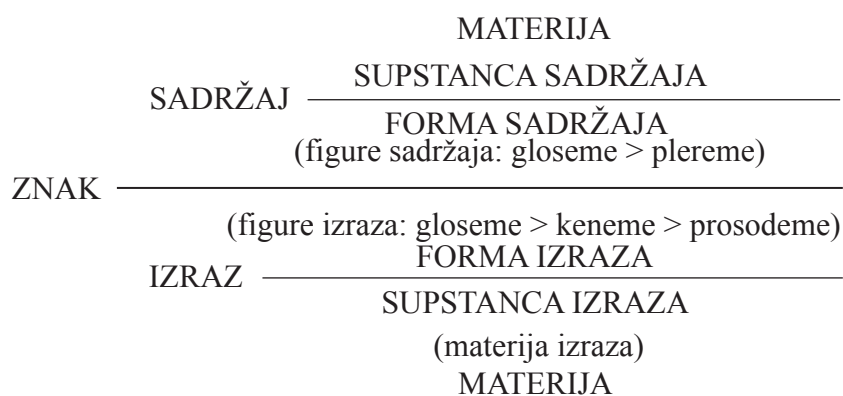 MATERIJA
SUPSTANCA SADRŽAJA
SADRŽAJ
FORMA SADRŽAJA
(figure sadržaja: gloseme > plereme)
ZNAK
(figure izraza: gloseme > keneme > prosodeme)
FORMA IZRAZA
IZRAZ
SUPSTANCA IZRAZA
(materija izraza)
MATERIJA